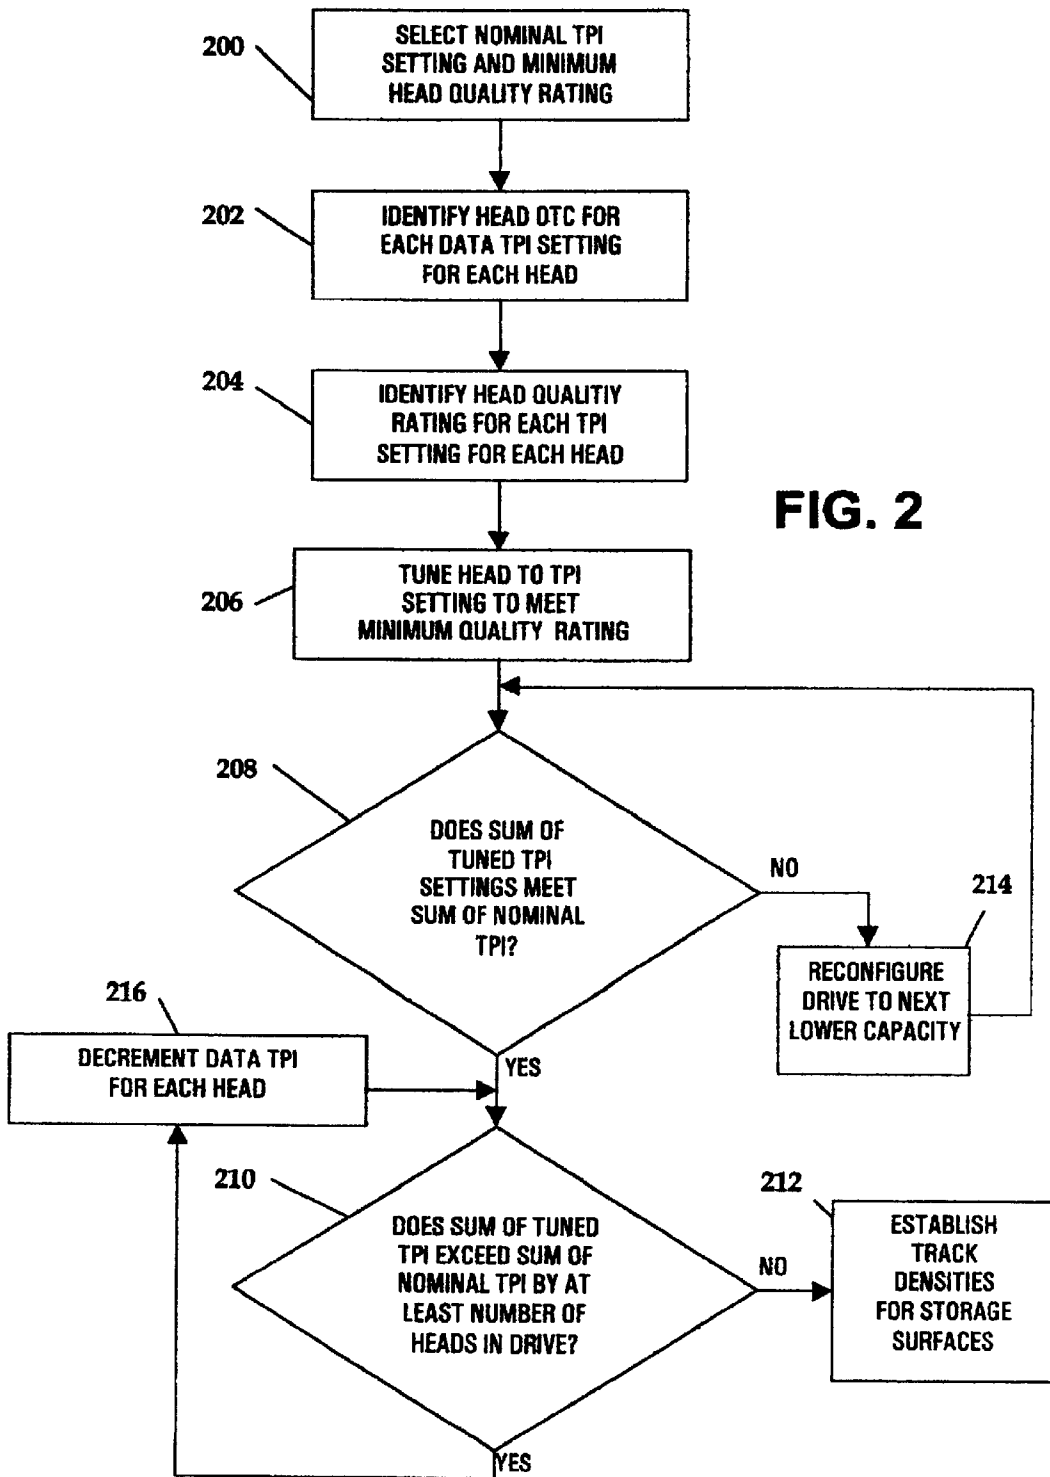 200
SELECT NOMINAL TPI
SETTING AND MINIMUM
HEAD QUALITY RATING
202
IDENTIFY HEAD OTC FOR
EACH DATA TPI SETTING
FOR EACH HEAD
204
IDENTIFY HEAD QUALITIY
RATING FOR EACH TPI
SETTING FOR EACH HEAD
FIG. 2
206
TUNE HEAD TO TPI
SETTING TO MEET
MINIMUM QUALITY RATING
208
DOES SUM OF
TUNED TPI
SETTINGS MEET
SUM OF NOMINAL
TPI?
NO
214
RECONFIGURE
DRIVE TO NEXT
LOWER CAPACITY
216
DECREMENT DATA TPI
FOR EACH HEAD
YES
210
DOES SUM OF TUNED
TPI EXCEED SUM OF
NOMINAL TPI BY AT
LEAST NUMBER OF
HEADS IN DRIVE?
NO
212
ESTABLISH
TRACK
DENSITIES
FOR STORAGE
SURFACES
YES